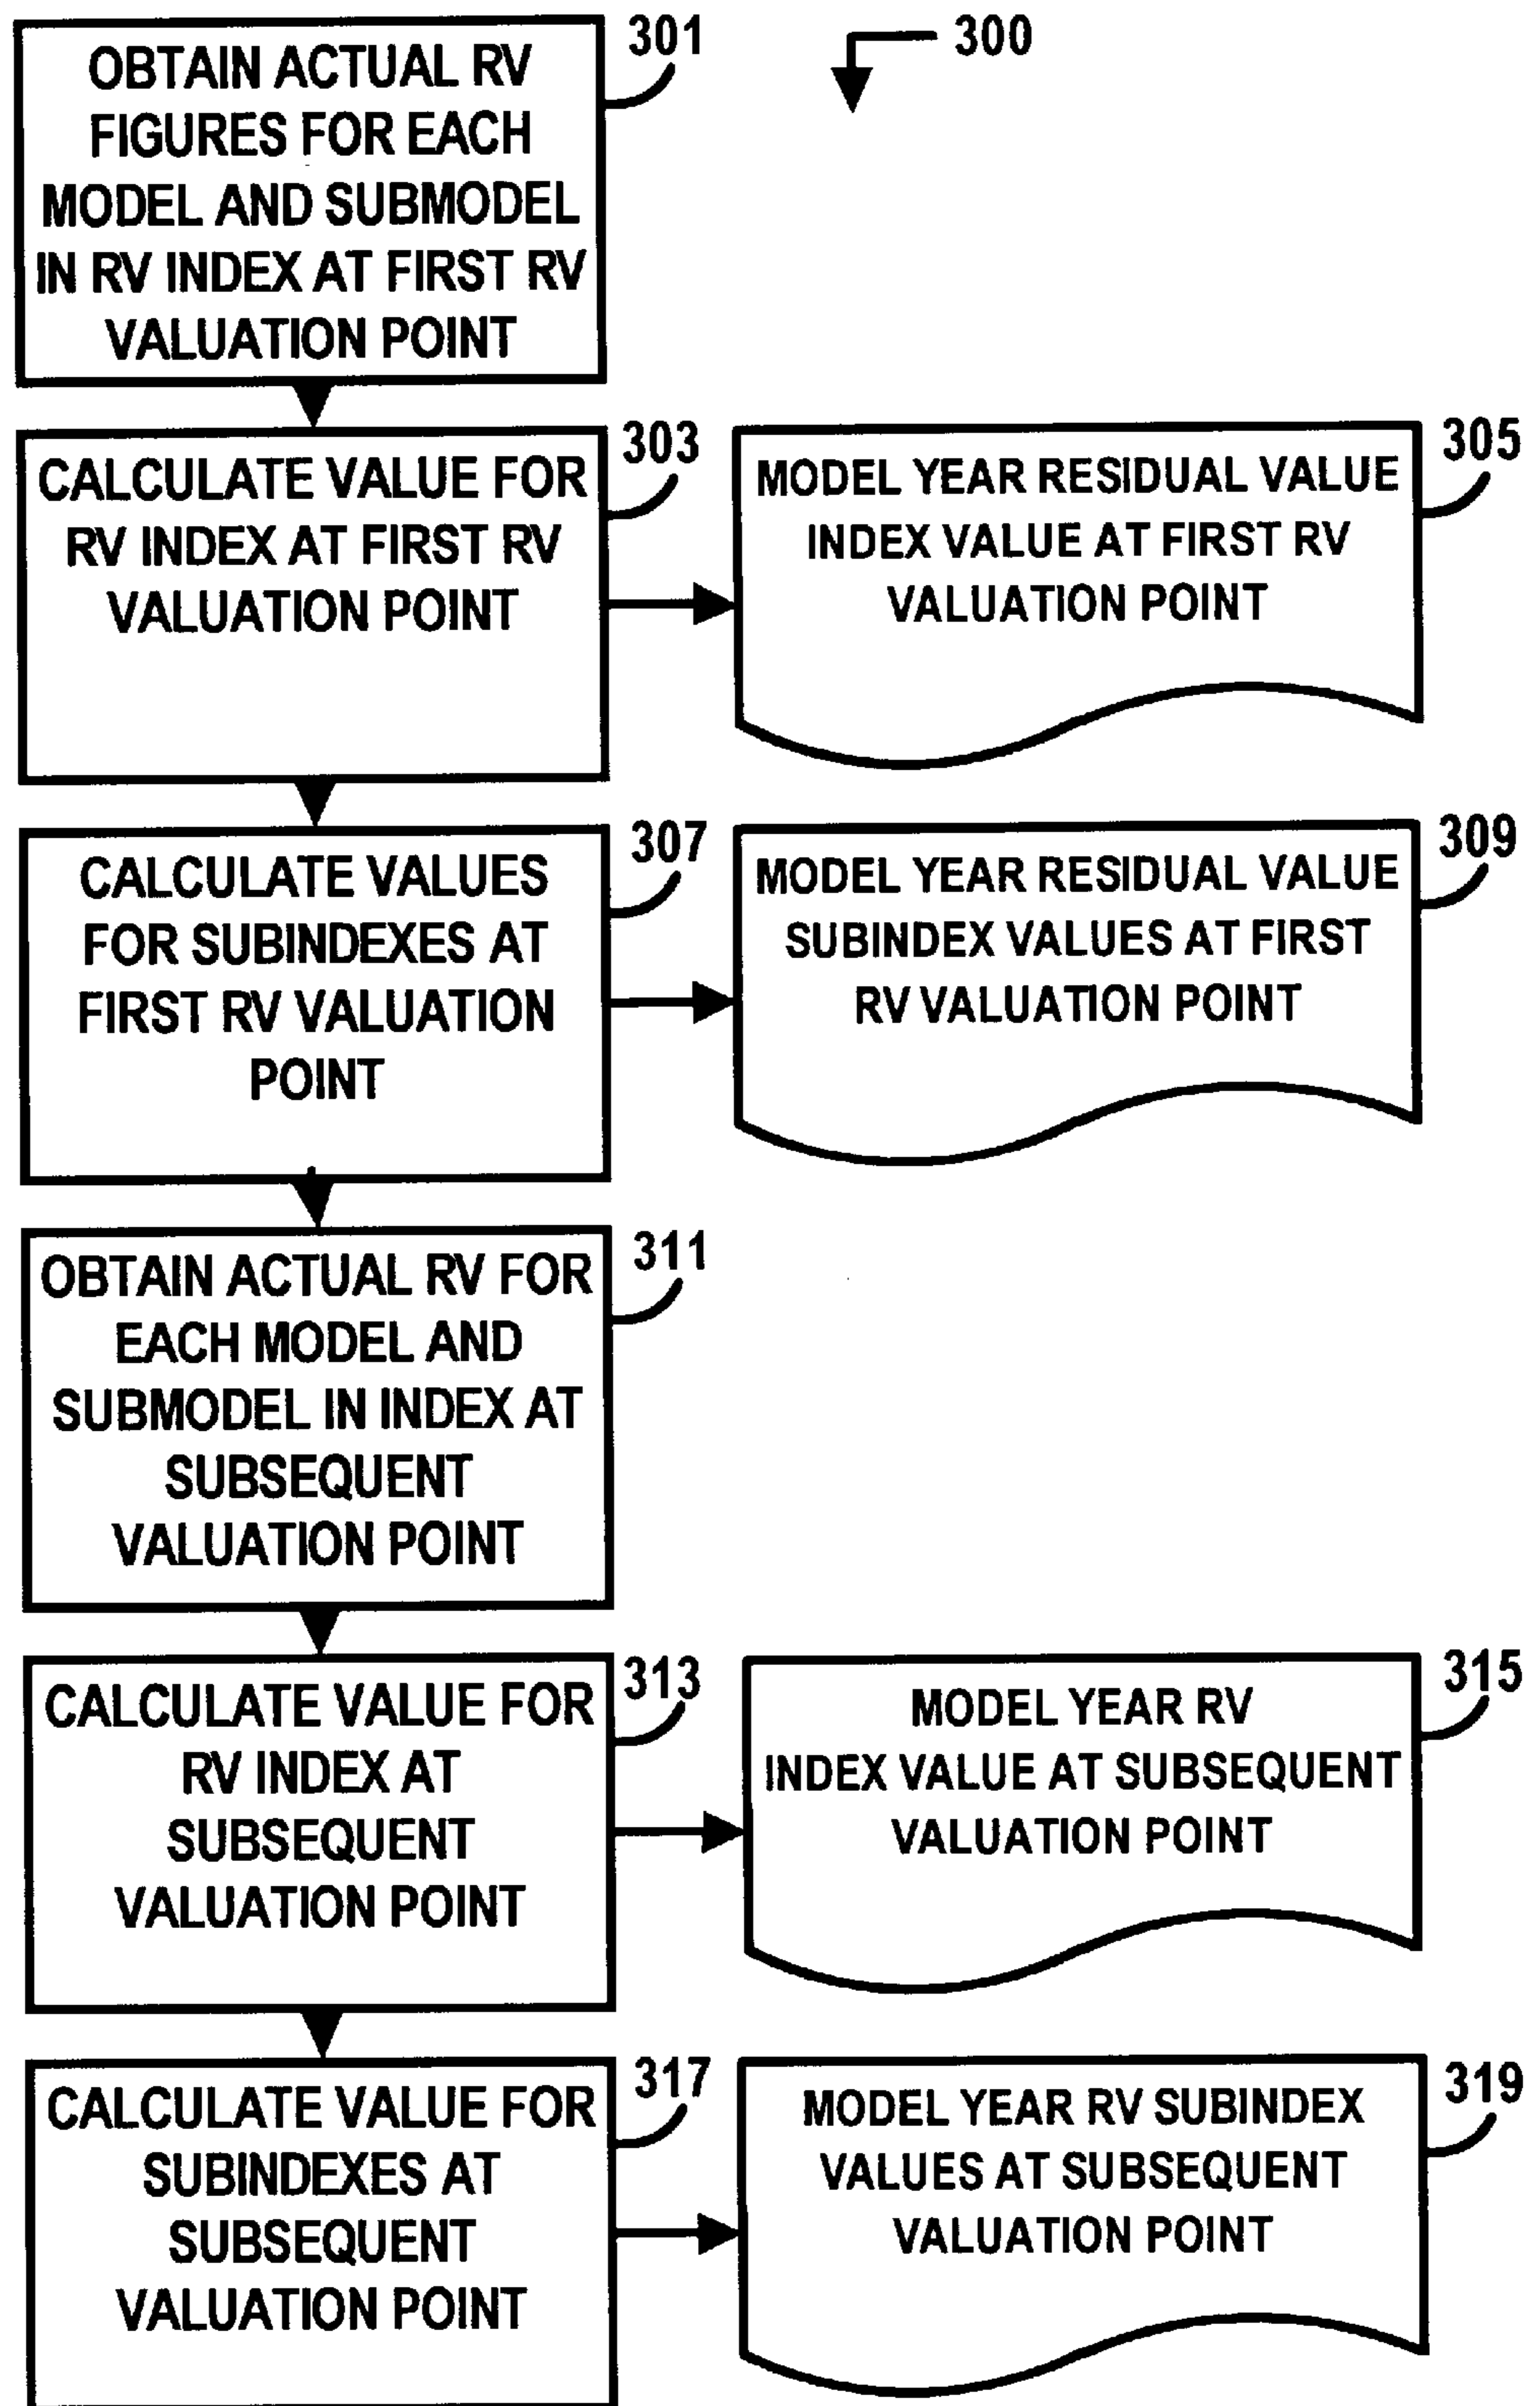 300
301
OBTAIN ACTUAL RV
FIGURES FOR EACH
MODEL AND SUBMODEL
IN RV INDEX AT FIRST RV
VALUATION POINT
303
CALCULATE VALUE FOR
RV INDEX AT FIRST RV
VALUATION POINT
305
MODEL YEAR RESIDUAL VALUE
INDEX VALUE AT FIRST RV
VALUATION POINT
307
CALCULATE VALUES
FOR SUBINDEXES AT
FIRST RV VALUATION
POINT
309
MODEL YEAR RESIDUAL VALUE
SUBINDEX VALUES AT FIRST
RV VALUATION POINT
311
OBTAIN ACTUAL RV FOR
EACH MODEL AND
SUBMODEL IN INDEX AT
SUBSEQUENT
VALUATION POINT
313
CALCULATE VALUE FOR
RV INDEX AT
SUBSEQUENT
VALUATION POINT
315
MODEL YEAR RV
INDEX VALUE AT SUBSEQUENT
VALUATION POINT
317
CALCULATE VALUE FOR
SUBINDEXES AT
SUBSEQUENT
VALUATION POINT
319
MODEL YEAR RV SUBINDEX
VALUES AT SUBSEQUENT
VALUATION POINT